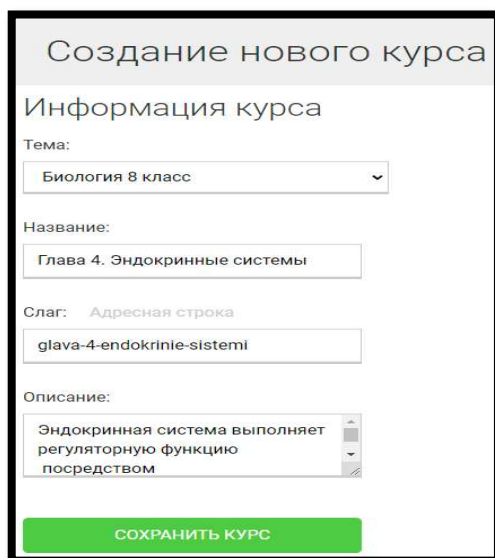 Создание нового курса
Информация курса
Тема:
Биология 8 класс
Название:
Глава 4. Эндокринные системы
Слаг: Адресная строка
glava-4-endokrinie-sistemi
Описание:
Эндокринная система выполняет
регуляторную функцию
посредством
СОХРАНИТЬ КУРС